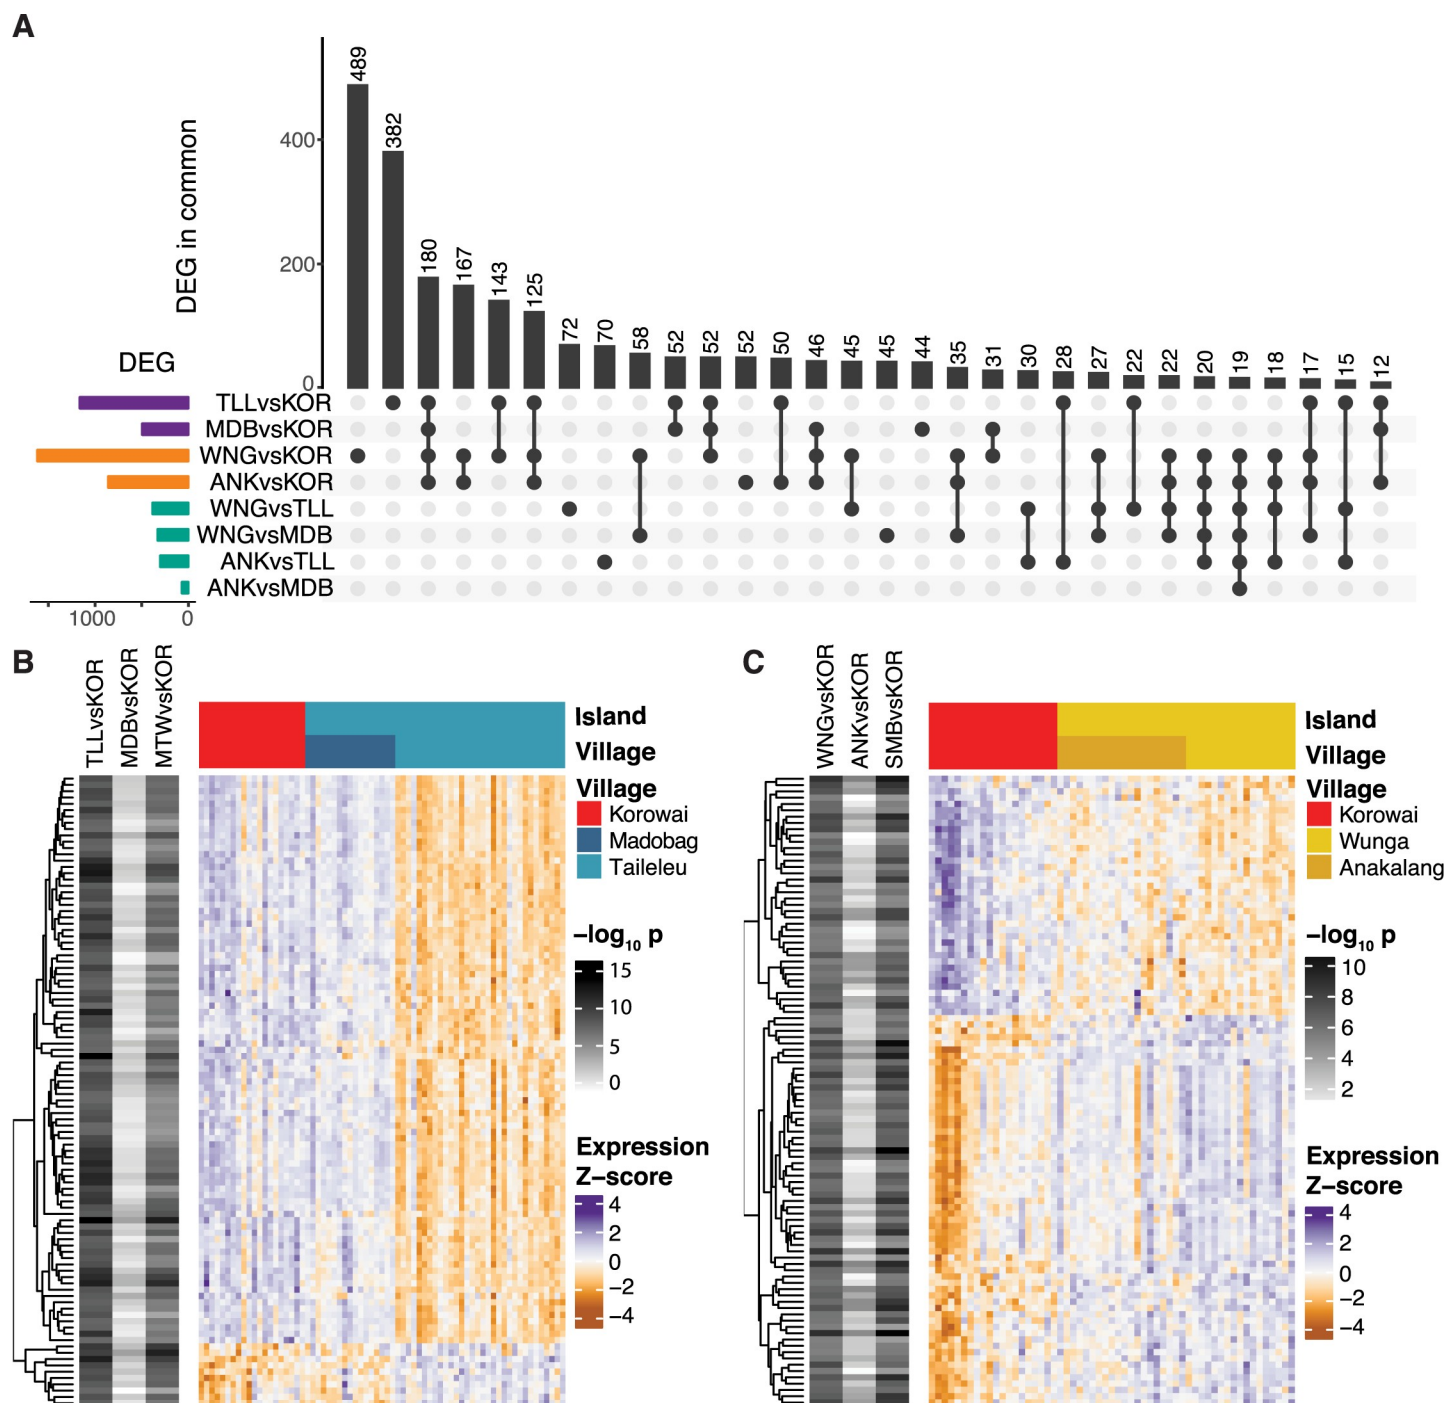 A
DEG in common
400
200
0
489
382
180
167
143
125
72
70
58
52
52
52
50
46
45
45
44
35
31
30
28
27
22
22
20
19
18
17
15
12
DEG
TLLvsKOR
MDBvsKOR
WNGvsKOR
ANKvsKOR
WNGvsTLL
WNGvsMDB
ANKvsTLL
ANKvsMDB
1000
0
B
TLLvsKOR
MDBvsKOR
MTWvsKOR
Island
Village
Village
Korowai
Madobag
Taileleu
−log10 p
15
10
5
0
Expression
Z−score
4
2
0
−2
−4
C
WNGvsKOR
ANKvsKOR
SMBvsKOR
Island
Village
Village
Korowai
Wunga
Anakalang
−log10 p
10
8
6
4
2
Expression
Z−score
4
2
0
−2
−4